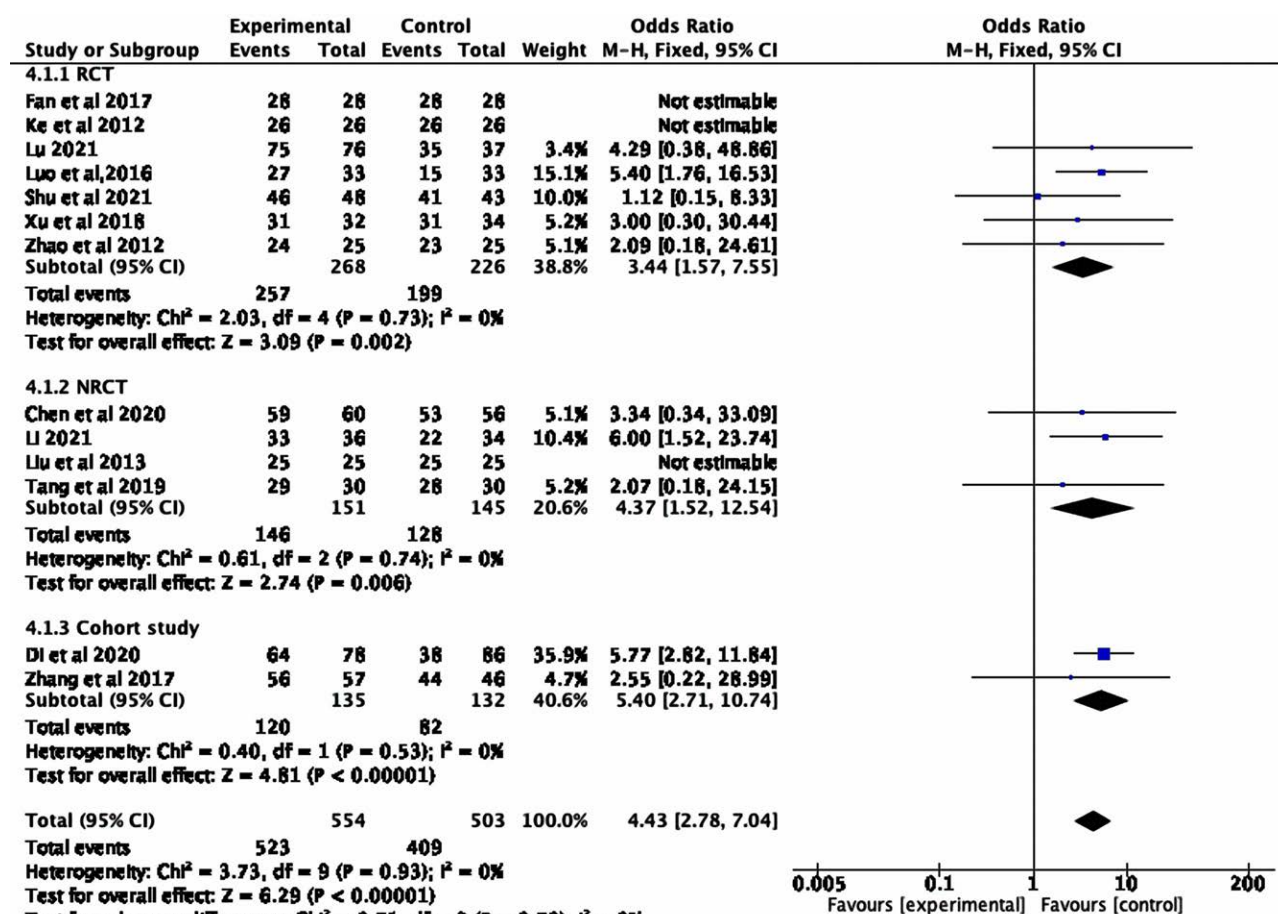 Experimental Control Odds Ratio Odds Ratio
Study or Subgroup Events Total Events Total Weight M-H, Fixed, 95% CI M-H, Fixed, 95% CI
4.1.1 RCT
Fan et al 2017 28 28 28 28 Not estimable
Ke et al 2012 26 26 26 26 Not estimable
Lu 2021 75 76 35 37 3.4% 4.29 [0.38, 48.86]
Luo et al,2016 27 33 15 33 15.1% 5.40 [1.76, 16.53]
Shu et al 2021 46 48 41 43 10.0% 1.12 [0.15, 8.33]
Xu et al 2018 31 32 31 34 5.2% 3.00 [0.30, 30.44]
Zhao et al 2012 24 25 23 25 5.1% 2.09 [0.18, 24.61]
Subtotal (95% CI) 268 226 38.8% 3.44 [1.57, 7.55]
Total events 257 199
Heterogeneity: Chi² = 2.03, df = 4 (P = 0.73); I² = 0%
Test for overall effect: Z = 3.09 (P = 0.002)
4.1.2 NRCT
Chen et al 2020 59 60 53 56 5.1% 3.34 [0.34, 33.09]
Li 2021 33 36 22 34 10.4% 6.00 [1.52, 23.74]
Liu et al 2013 25 25 25 25 Not estimable
Tang et al 2019 29 30 28 30 5.2% 2.07 [0.18, 24.15]
Subtotal (95% CI) 151 145 20.6% 4.37 [1.52, 12.54]
Total events 146 128
Heterogeneity: Chi² = 0.61, df = 2 (P = 0.74); I² = 0%
Test for overall effect: Z = 2.74 (P = 0.006)
4.1.3 Cohort study
Di et al 2020 64 78 38 86 35.9% 5.77 [2.82, 11.84]
Zhang et al 2017 56 57 44 46 4.7% 2.55 [0.22, 28.99]
Subtotal (95% CI) 135 132 40.6% 5.40 [2.71, 10.74]
Total events 120 82
Heterogeneity: Chi² = 0.40, df = 1 (P = 0.53); I² = 0%
Test for overall effect: Z = 4.81 (P < 0.00001)
Total (95% CI) 554 503 100.0% 4.43 [2.78, 7.04]
Total events 523 409
Heterogeneity: Chi² = 3.73, df = 9 (P = 0.93); I² = 0%
Test for overall effect: Z = 6.29 (P < 0.00001)
0.005 0.1 1 10 200
Favours [experimental] Favours [control]